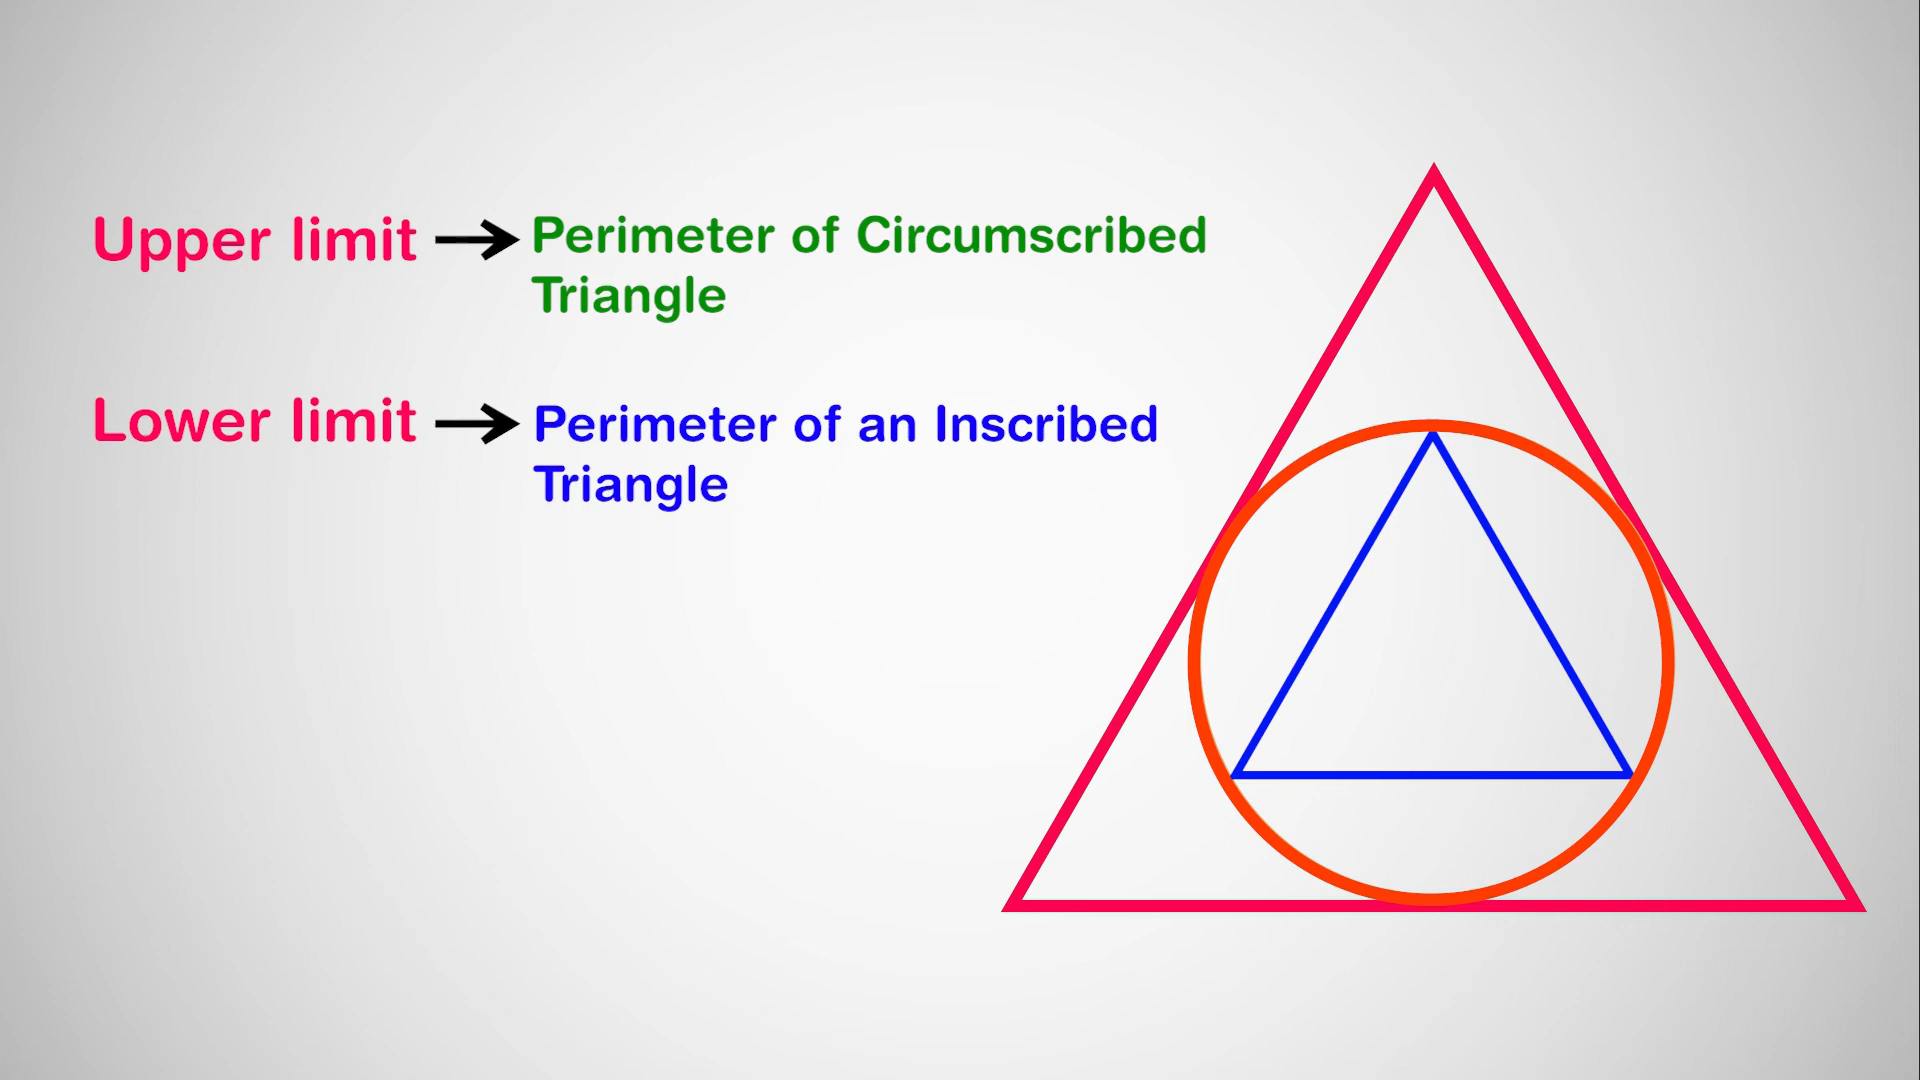 Upper limit → Perimeter of Circumscribed
Triangle
Lower limit → Perimeter of an Inscribed
Triangle